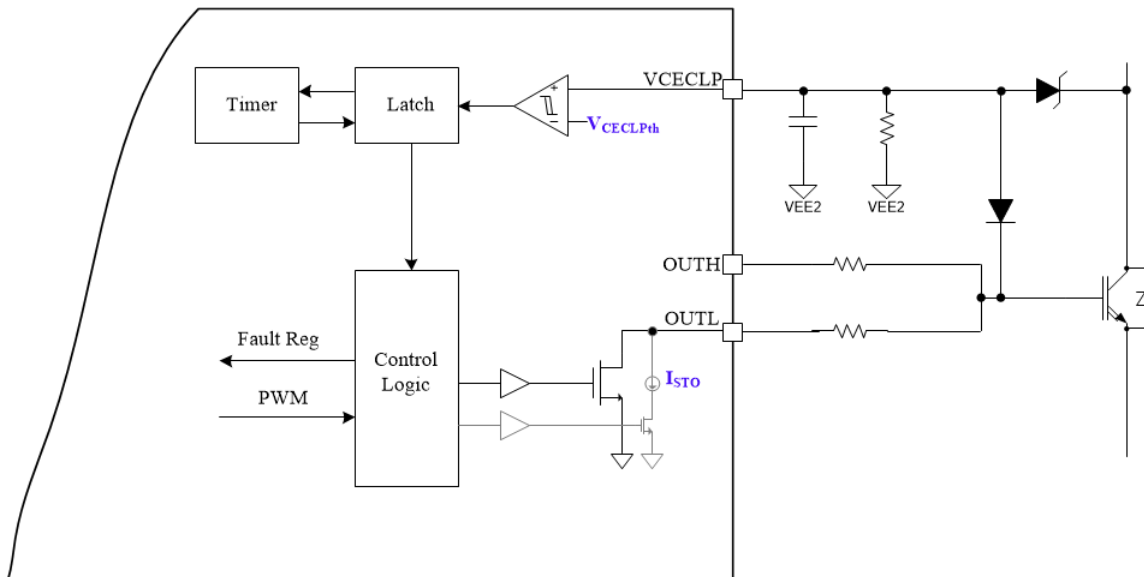 VCECLP
Timer
Latch
+
−
VCECLPth
VEE2
VEE2
OUTH
OUTL
Fault Reg
Control
Logic
PWM
ISTO
Z